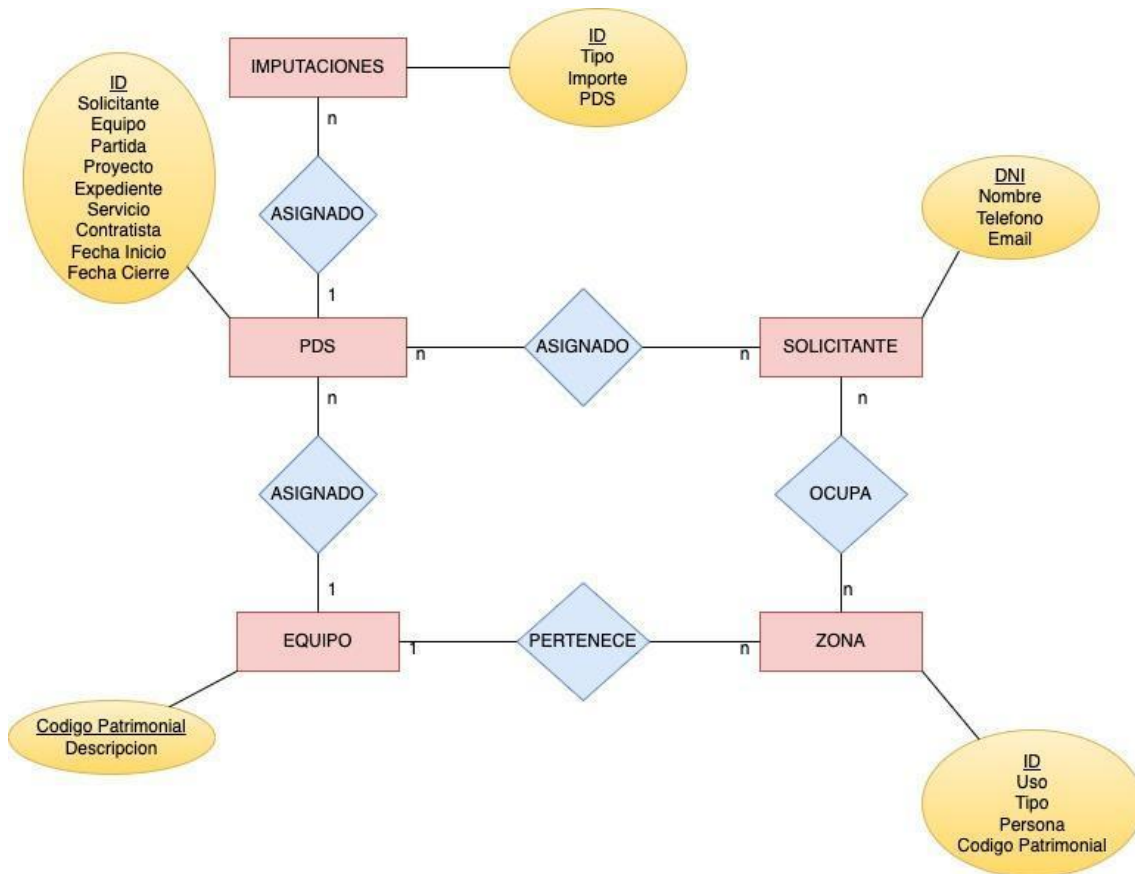 IMPUTACIONES
ID
Tipo
Importe
PDS
ID
Solicitante
Equipo
Partida
Proyecto
Expediente
Servicio
Contratista
Fecha Inicio
Fecha Cierre
n
ASIGNADO
1
DNI
Nombre
Telefono
Email
PDS
n
ASIGNADO
n
SOLICITANTE
n
n
ASIGNADO
OCUPA
1
n
EQUIPO
1
PERTENECE
n
ZONA
Codigo Patrimonial
Descripcion
ID
Uso
Tipo
Persona
Codigo Patrimonial